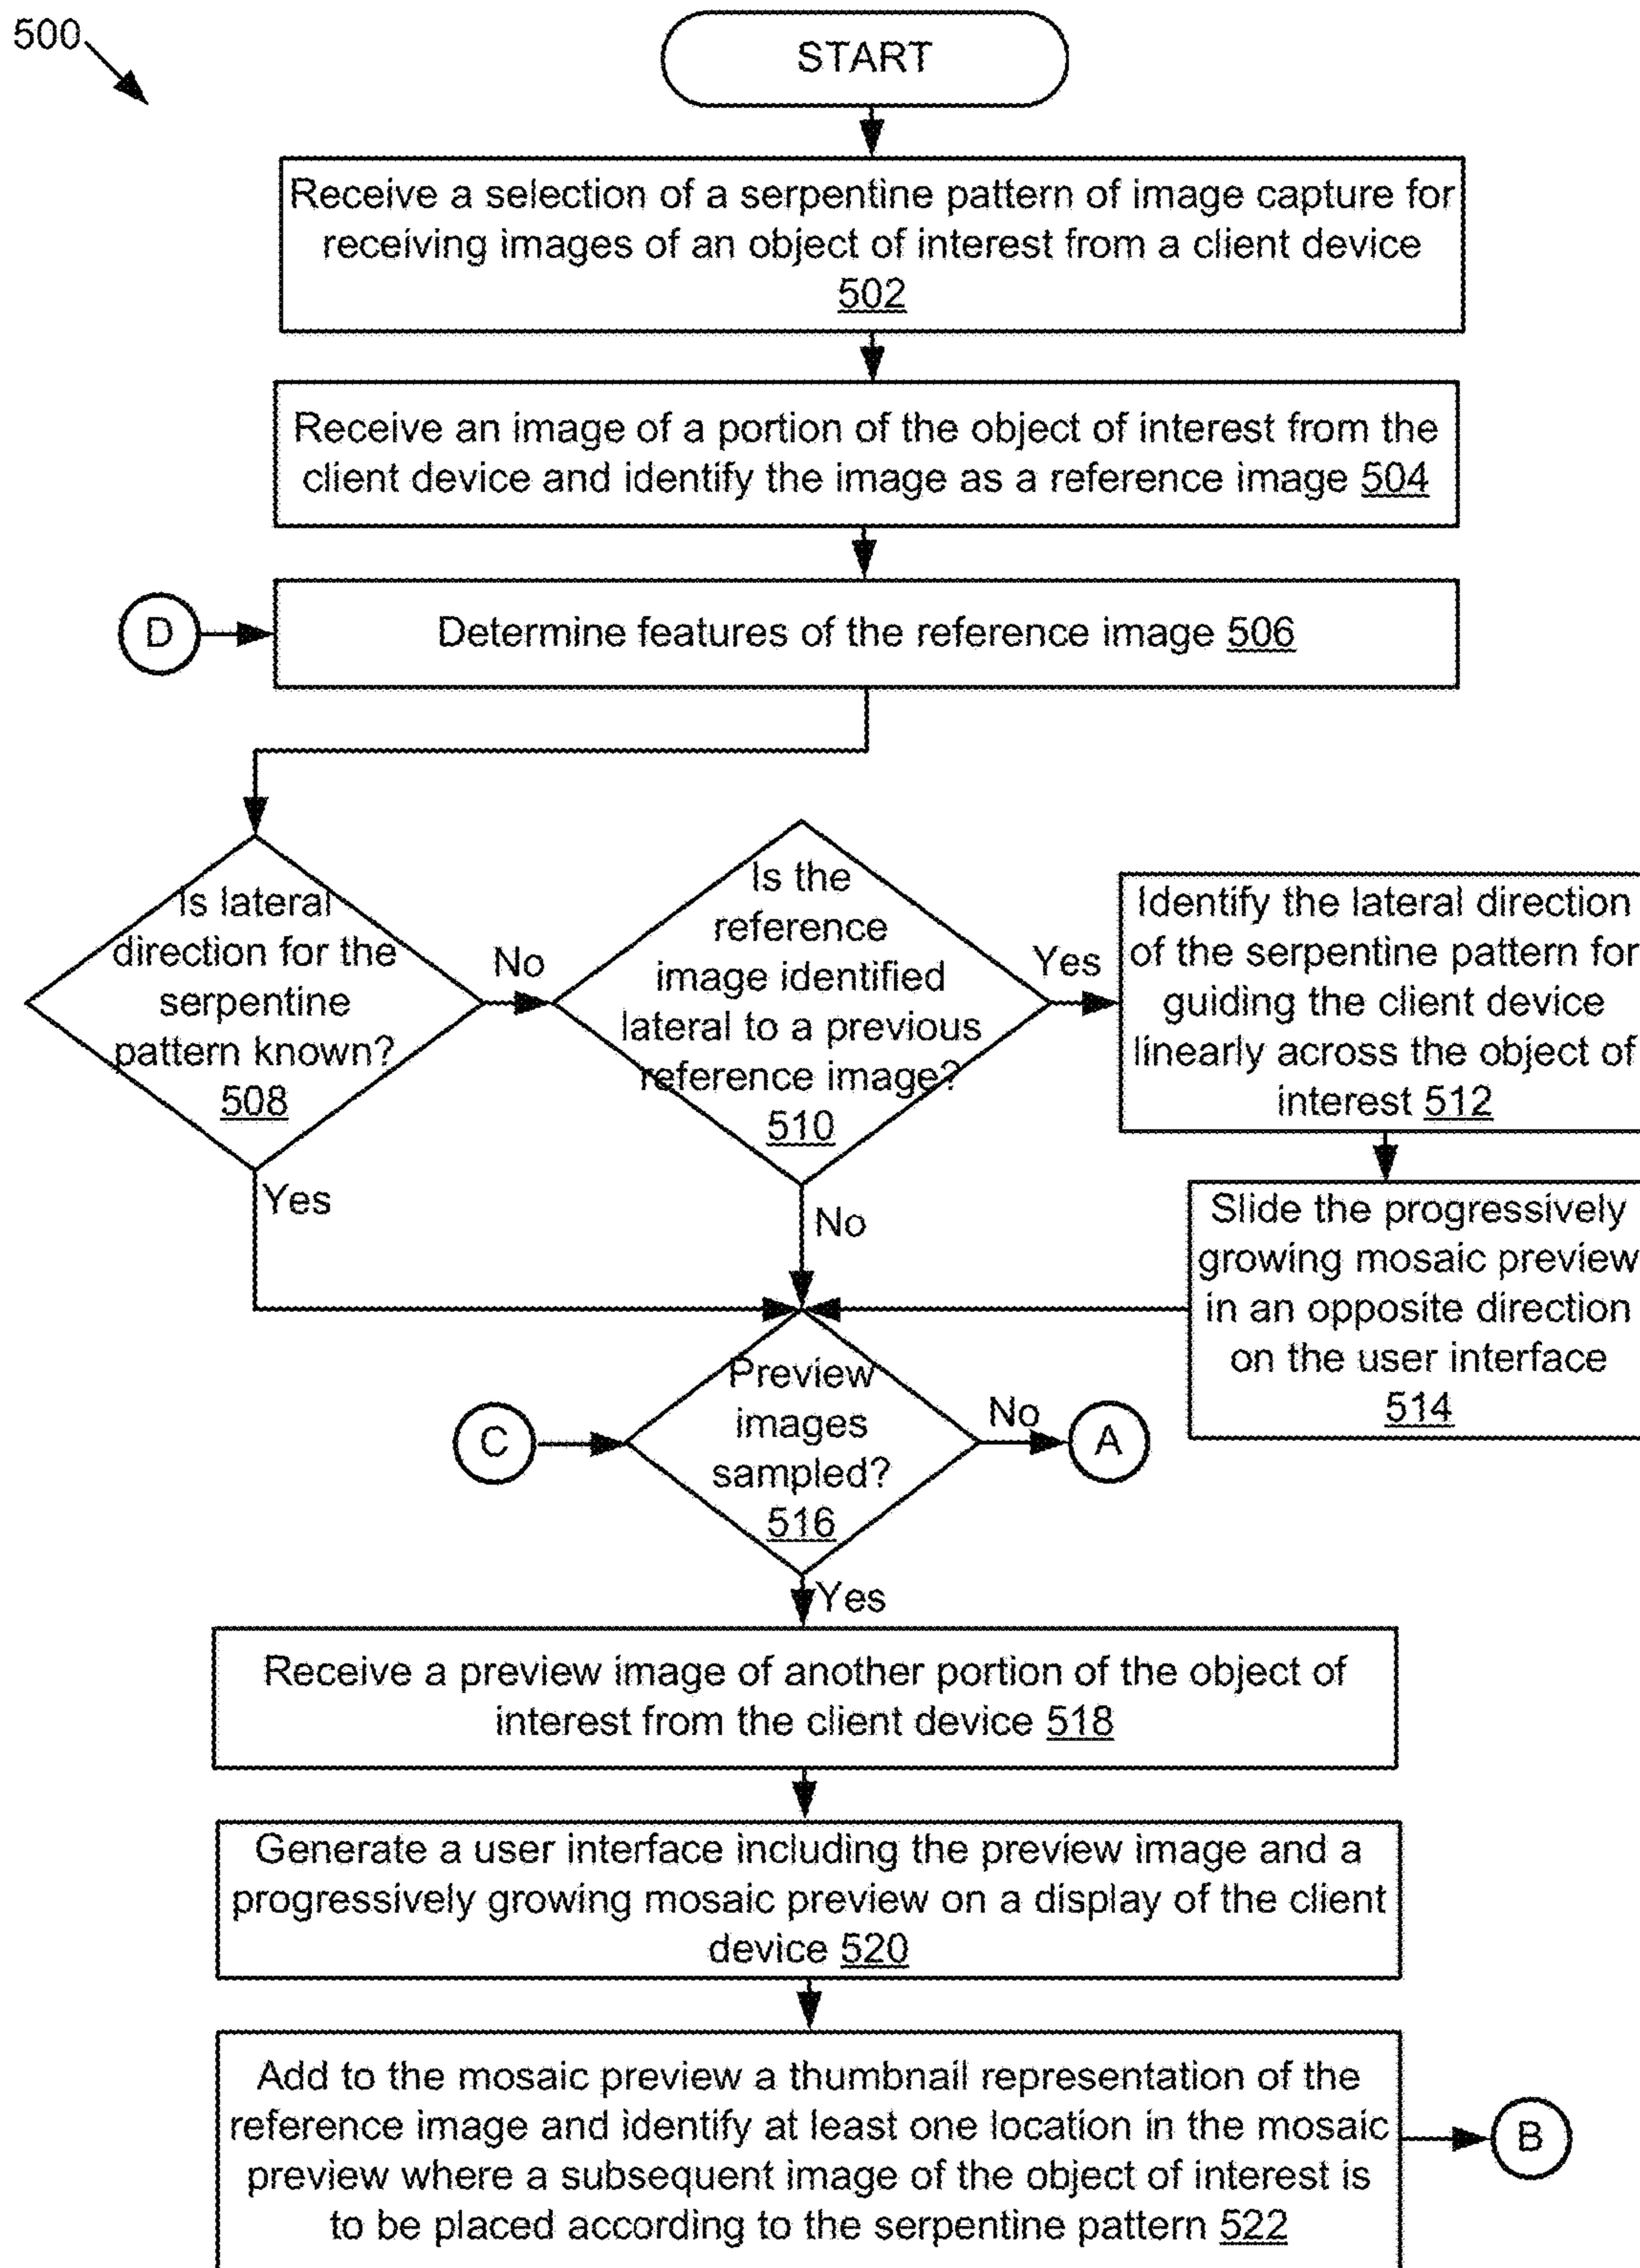 500
START
Receive a selection of a serpentine pattern of image capture for
receiving images of an object of interest from a client device
502
Receive an image of a portion of the object of interest from the
client device and identify the image as a reference image 504
D
Determine features of the reference image 506
Is lateral
direction for the
serpentine
pattern known?
508
No
Yes
Is the
reference
image identified
lateral to a previous
reference image?
510
Yes
No
Identify the lateral direction
of the serpentine pattern for
guiding the client device
linearly across the object of
interest 512
Slide the progressively
growing mosaic preview
in an opposite direction
on the user interface
514
C
Preview
images
sampled?
516
No
A
Yes
Receive a preview image of another portion of the object of
interest from the client device 518
Generate a user interface including the preview image and a
progressively growing mosaic preview on a display of the client
device 520
Add to the mosaic preview a thumbnail representation of the
reference image and identify at least one location in the mosaic
preview where a subsequent image of the object of interest is
to be placed according to the serpentine pattern 522
B